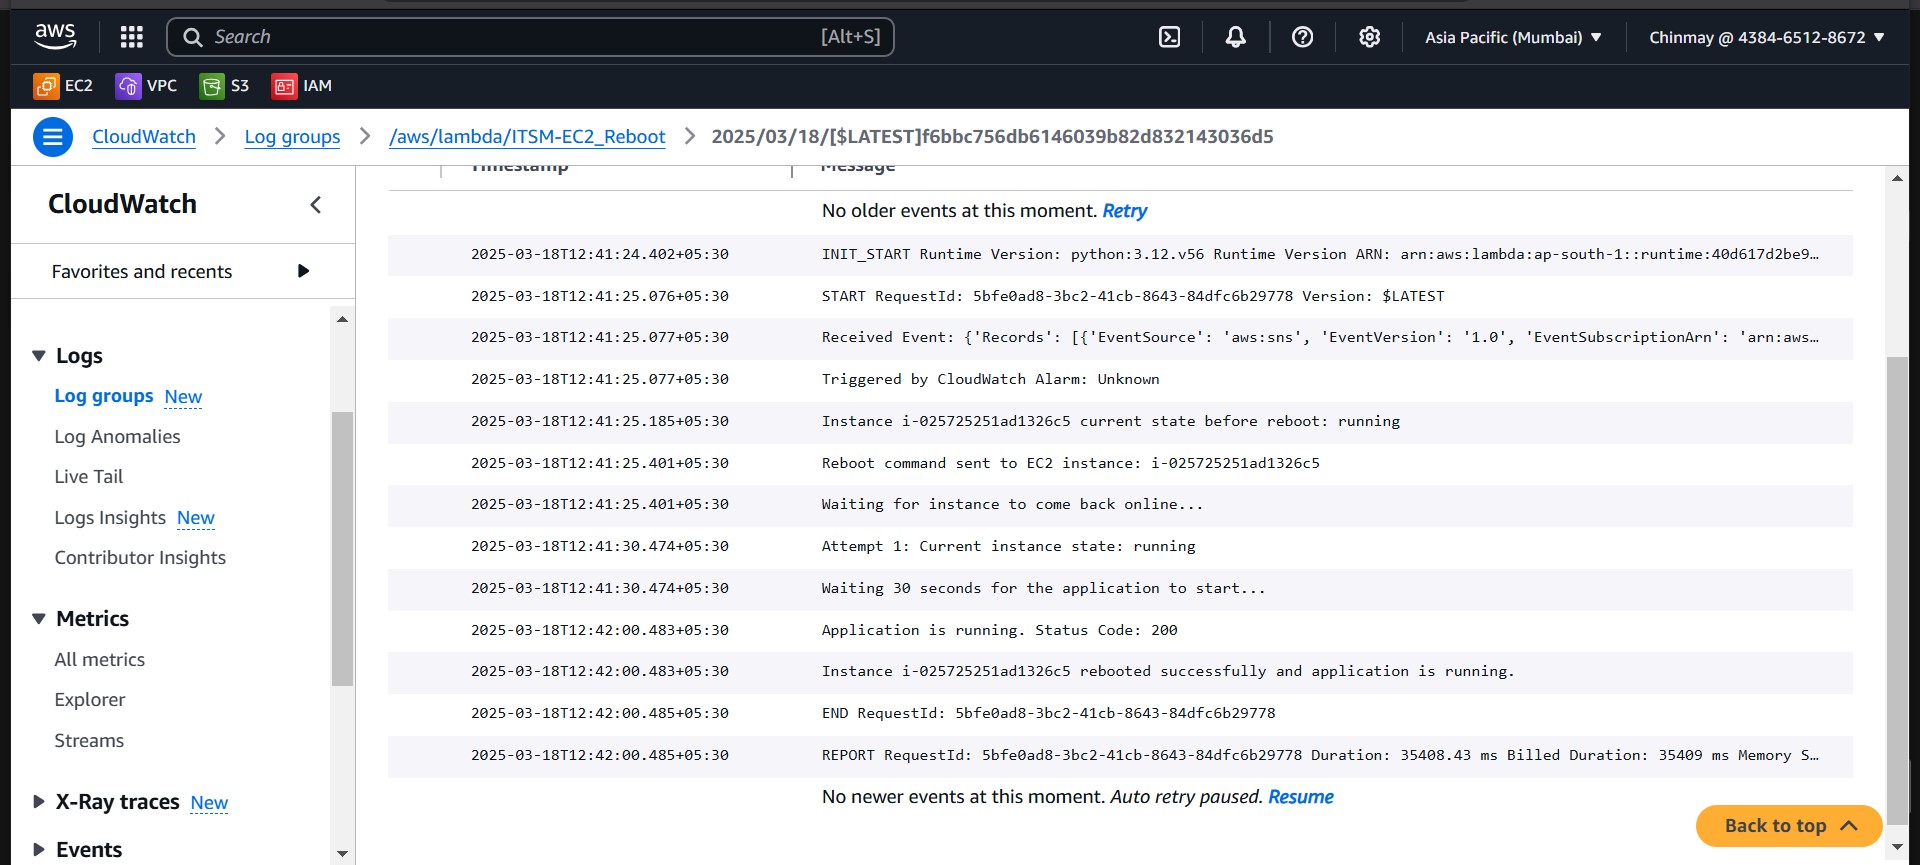 aws
Search [Alt+S]
Asia Pacific (Mumbai) Chinmay @ 4384-6512-8672
EC2 VPC S3 IAM
CloudWatch Log groups /aws/lambda/ITSM-EC2_Reboot 2025/03/18/[$LATEST]f6bbc756db6146039b82d832143036d5
CloudWatch
Favorites and recents
Logs
Log groups New
Log Anomalies
Live Tail
Logs Insights New
Contributor Insights
Metrics
All metrics
Explorer
Streams
X-Ray traces New
Events
Timestamp Message
No older events at this moment. Retry
2025-03-18T12:41:24.402+05:30 INIT_START Runtime Version: python:3.12.v56 Runtime Version ARN: arn:aws:lambda:ap-south-1::runtime:40d617d2be9…
2025-03-18T12:41:25.076+05:30 START RequestId: 5bfe0ad8-3bc2-41cb-8643-84dfc6b29778 Version: $LATEST
2025-03-18T12:41:25.077+05:30 Received Event: {'Records': [{'EventSource': 'aws:sns', 'EventVersion': '1.0', 'EventSubscriptionArn': 'arn:aws…
2025-03-18T12:41:25.077+05:30 Triggered by CloudWatch Alarm: Unknown
2025-03-18T12:41:25.185+05:30 Instance i-025725251ad1326c5 current state before reboot: running
2025-03-18T12:41:25.401+05:30 Reboot command sent to EC2 instance: i-025725251ad1326c5
2025-03-18T12:41:25.401+05:30 Waiting for instance to come back online...
2025-03-18T12:41:30.474+05:30 Attempt 1: Current instance state: running
2025-03-18T12:41:30.474+05:30 Waiting 30 seconds for the application to start...
2025-03-18T12:42:00.483+05:30 Application is running. Status Code: 200
2025-03-18T12:42:00.483+05:30 Instance i-025725251ad1326c5 rebooted successfully and application is running.
2025-03-18T12:42:00.485+05:30 END RequestId: 5bfe0ad8-3bc2-41cb-8643-84dfc6b29778
2025-03-18T12:42:00.485+05:30 REPORT RequestId: 5bfe0ad8-3bc2-41cb-8643-84dfc6b29778 Duration: 35408.43 ms Billed Duration: 35409 ms Memory S…
No newer events at this moment. Auto retry paused. Resume
Back to top